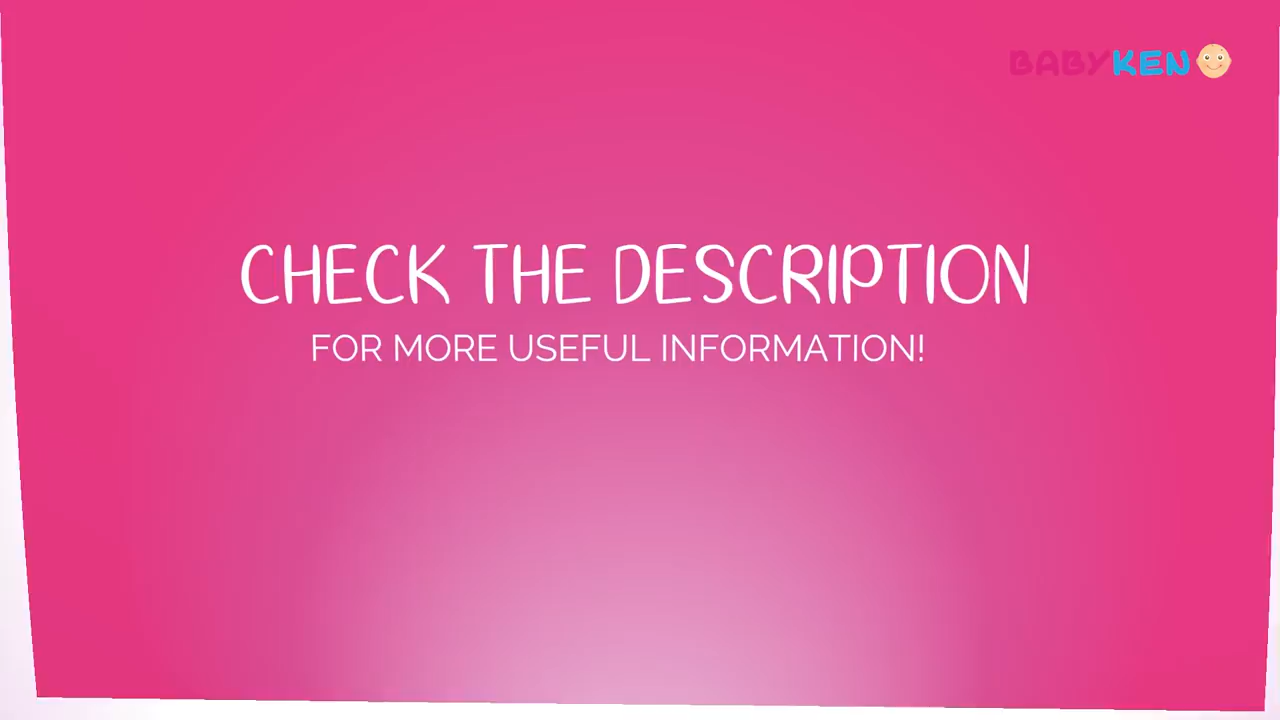 BABYKEN
CHECK THE DESCRIPTION
FOR MORE USEFUL INFORMATION!